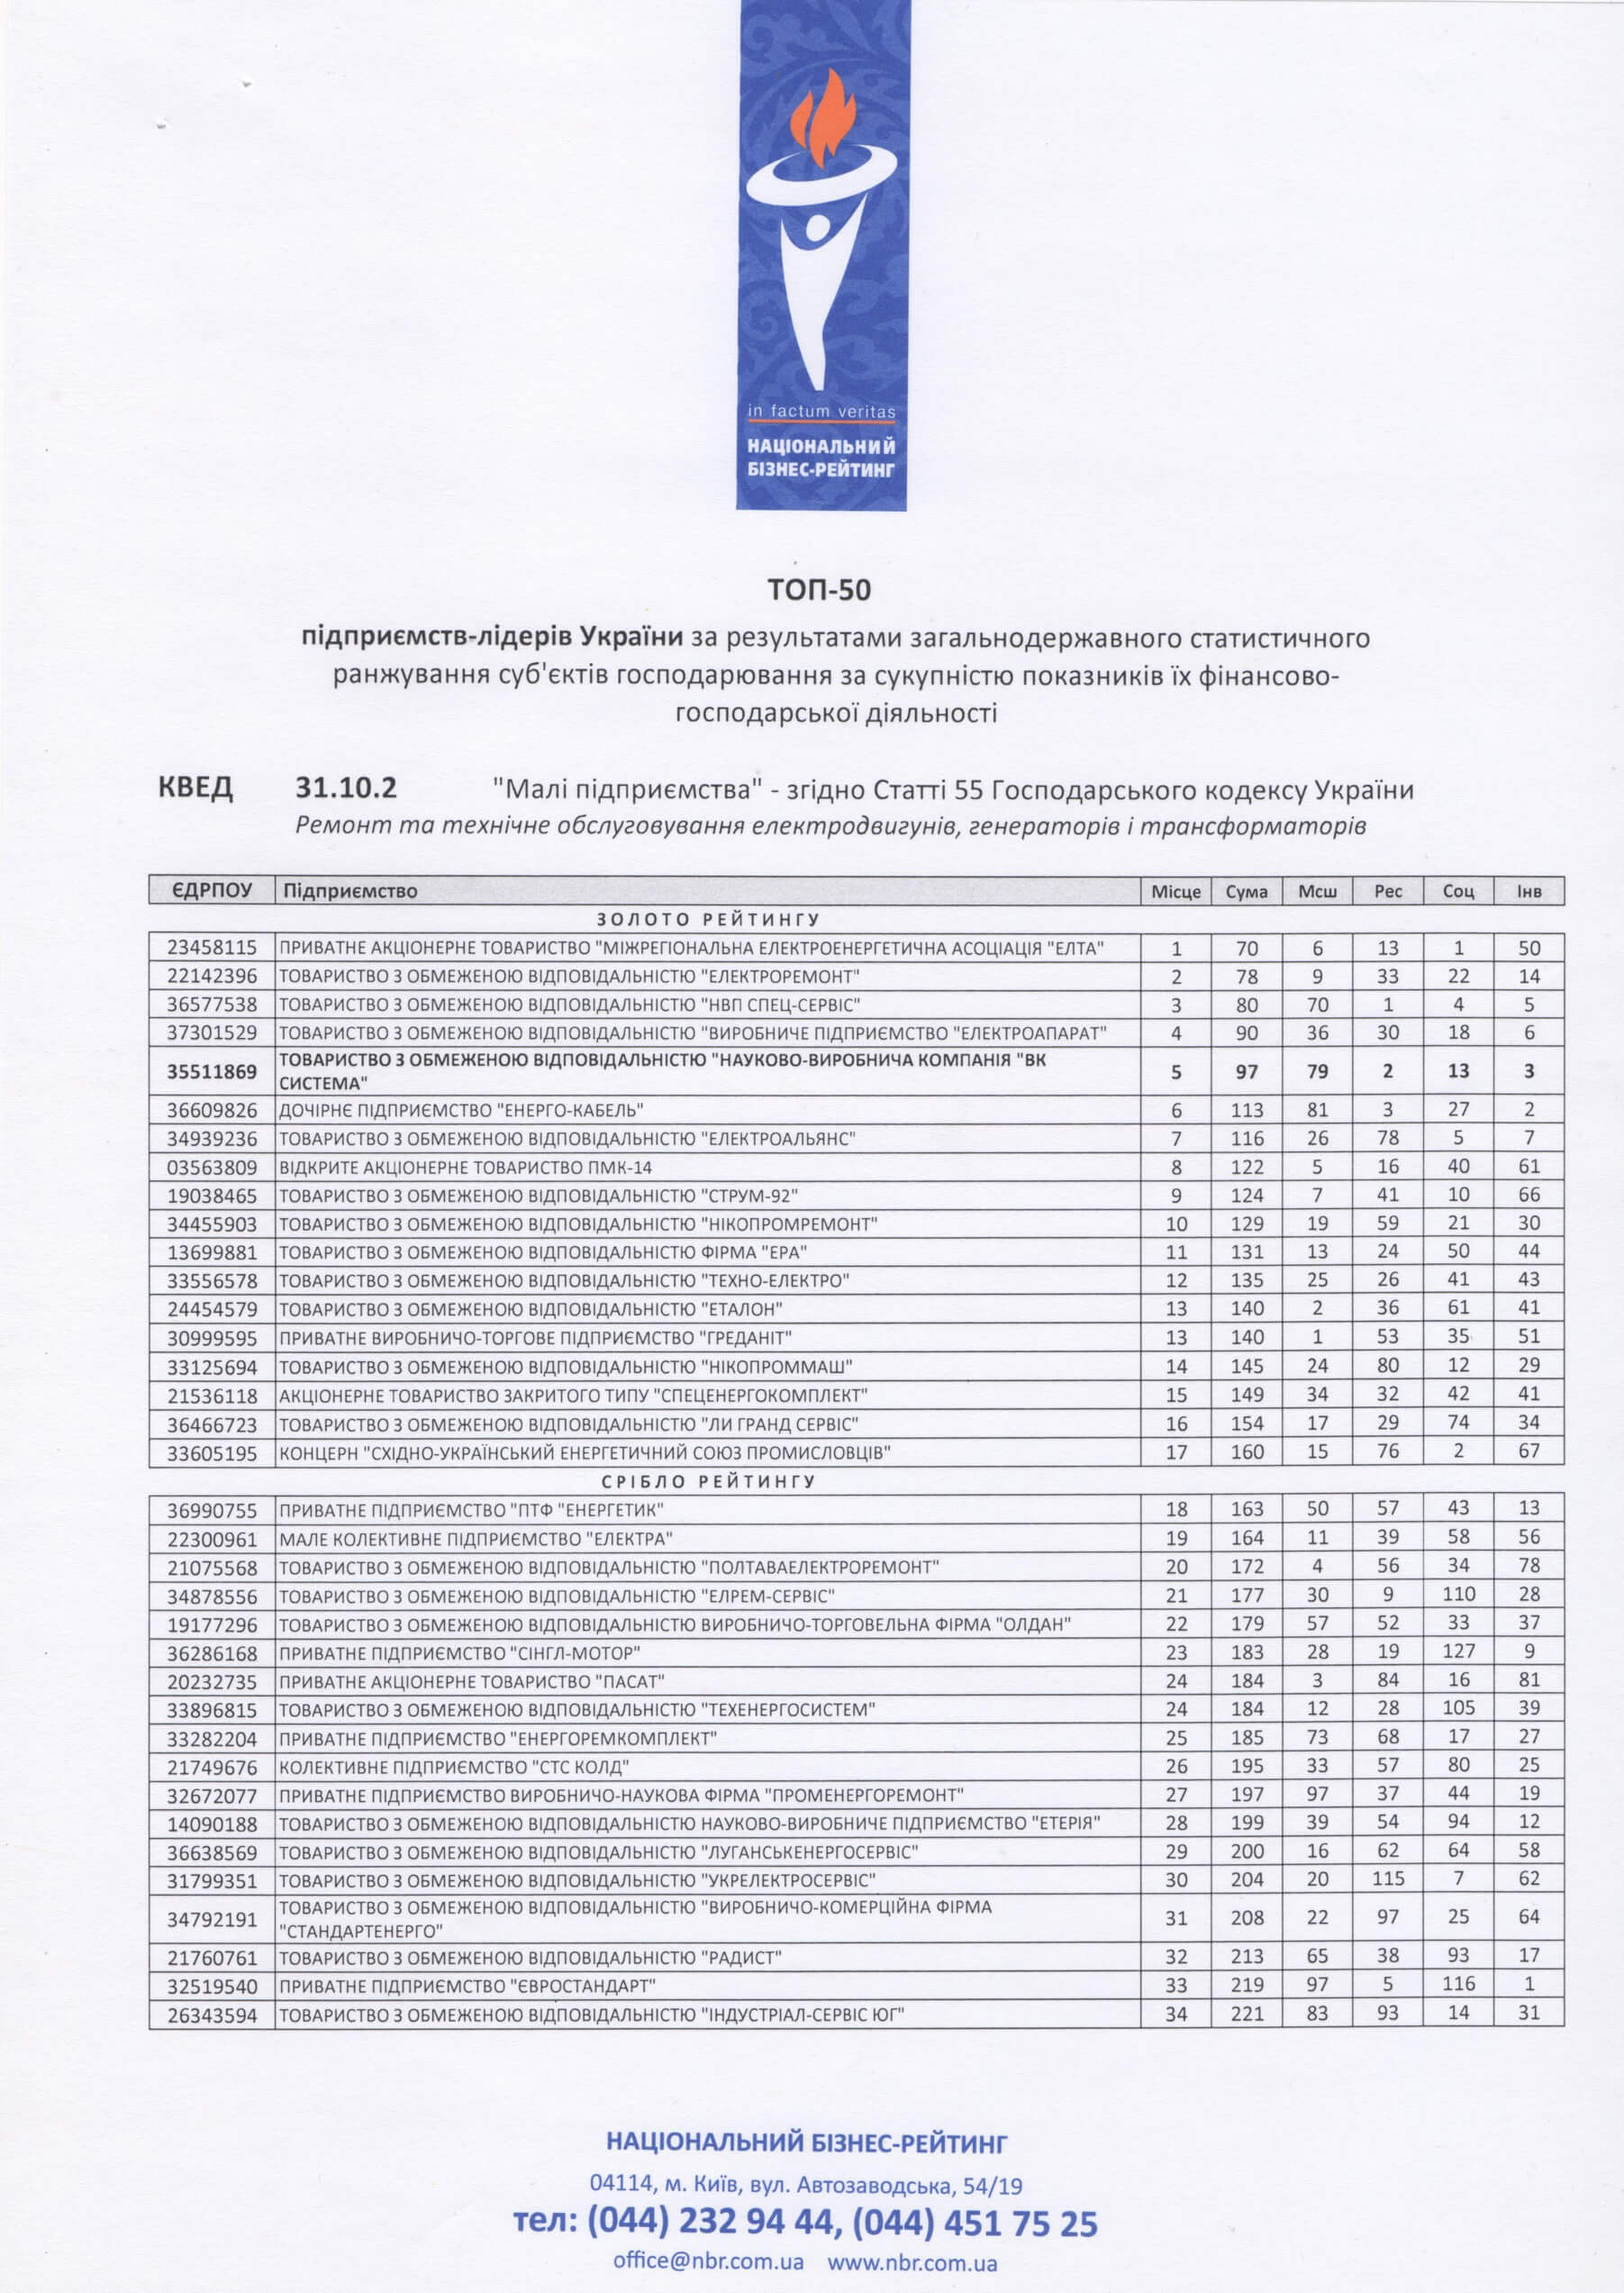 in factum veritas
НАЦІОНАЛЬНИЙ
БІЗНЕС-РЕЙТИНГ
ТОП-50
підприємств-лідерів України за результатами загальнодержавного статистичного
ранжування суб'єктів господарювання за сукупністю показників їх фінансово-
господарської діяльності
КВЕД 31.10.2 "Малі підприємства" - згідно Статті 55 Господарського кодексу України
Ремонт та технічне обслуговування електродвигунів, генераторів і трансформаторів
ЄДРПОУ Підприємство Місце Сума Мсш Рес Соц Інв
ЗОЛОТО РЕЙТИНГУ
23458115 ПРИВАТНЕ АКЦІОНЕРНЕ ТОВАРИСТВО "МІЖРЕГІОНАЛЬНА ЕЛЕКТРОЕНЕРГЕТИЧНА АСОЦІАЦІЯ "ЕЛТА" 1 70 6 13 1 50
22142396 ТОВАРИСТВО З ОБМЕЖЕНОЮ ВІДПОВІДАЛЬНІСТЮ "ЕЛЕКТРОРЕМОНТ" 2 78 9 33 22 14
36577538 ТОВАРИСТВО З ОБМЕЖЕНОЮ ВІДПОВІДАЛЬНІСТЮ "НВП СПЕЦ-СЕРВІС" 3 80 70 1 4 5
37301529 ТОВАРИСТВО З ОБМЕЖЕНОЮ ВІДПОВІДАЛЬНІСТЮ "ВИРОБНИЧЕ ПІДПРИЄМСТВО "ЕЛЕКТРОАПАРАТ" 4 90 36 30 18 6
35511869 ТОВАРИСТВО З ОБМЕЖЕНОЮ ВІДПОВІДАЛЬНІСТЮ "НАУКОВО-ВИРОБНИЧА КОМПАНІЯ "ВК
СИСТЕМА" 5 97 79 2 13 3
36609826 ДОЧІРНЄ ПІДПРИЄМСТВО "ЕНЕРГО-КАБЕЛЬ" 6 113 81 3 27 2
34939236 ТОВАРИСТВО З ОБМЕЖЕНОЮ ВІДПОВІДАЛЬНІСТЮ "ЕЛЕКТРОАЛЬЯНС" 7 116 26 78 5 7
03563809 ВІДКРИТЕ АКЦІОНЕРНЕ ТОВАРИСТВО ПМК-14 8 122 5 16 40 61
19038465 ТОВАРИСТВО З ОБМЕЖЕНОЮ ВІДПОВІДАЛЬНІСТЮ "СТРУМ-92" 9 124 7 41 10 66
34455903 ТОВАРИСТВО З ОБМЕЖЕНОЮ ВІДПОВІДАЛЬНІСТЮ "НІКОПРОМРЕМОНТ" 10 129 19 59 21 30
13699881 ТОВАРИСТВО З ОБМЕЖЕНОЮ ВІДПОВІДАЛЬНІСТЮ ФІРМА "ЕРА" 11 131 13 24 50 44
33556578 ТОВАРИСТВО З ОБМЕЖЕНОЮ ВІДПОВІДАЛЬНІСТЮ "ТЕХНО-ЕЛЕКТРО" 12 135 25 26 41 43
24454579 ТОВАРИСТВО З ОБМЕЖЕНОЮ ВІДПОВІДАЛЬНІСТЮ "ЕТАЛОН" 13 140 2 36 61 41
30999595 ПРИВАТНЕ ВИРОБНИЧО-ТОРГОВЕ ПІДПРИЄМСТВО "ГРЕДАНІТ" 13 140 1 53 35 51
33125694 ТОВАРИСТВО З ОБМЕЖЕНОЮ ВІДПОВІДАЛЬНІСТЮ "НІКОПРОММАШ" 14 145 24 80 12 29
21536118 АКЦІОНЕРНЕ ТОВАРИСТВО ЗАКРИТОГО ТИПУ "СПЕЦЕНЕРГОКОМПЛЕКТ" 15 149 34 32 42 41
36466723 ТОВАРИСТВО З ОБМЕЖЕНОЮ ВІДПОВІДАЛЬНІСТЮ "ЛИ ГРАНД СЕРВІС" 16 154 17 29 74 34
33605195 КОНЦЕРН "СХІДНО-УКРАЇНСЬКИЙ ЕНЕРГЕТИЧНИЙ СОЮЗ ПРОМИСЛОВЦІВ" 17 160 15 76 2 67
СРІБЛО РЕЙТИНГУ
36990755 ПРИВАТНЕ ПІДПРИЄМСТВО "ПТФ "ЕНЕРГЕТИК" 18 163 50 57 43 13
22300961 МАЛЕ КОЛЕКТИВНЕ ПІДПРИЄМСТВО "ЕЛЕКТРА" 19 164 11 39 58 56
21075568 ТОВАРИСТВО З ОБМЕЖЕНОЮ ВІДПОВІДАЛЬНІСТЮ "ПОЛТАВАЕЛЕКТРОРЕМОНТ" 20 172 4 56 34 78
34878556 ТОВАРИСТВО З ОБМЕЖЕНОЮ ВІДПОВІДАЛЬНІСТЮ "ЕЛРЕМ-СЕРВІС" 21 177 30 9 110 28
19177296 ТОВАРИСТВО З ОБМЕЖЕНОЮ ВІДПОВІДАЛЬНІСТЮ ВИРОБНИЧО-ТОРГОВЕЛЬНА ФІРМА "ОЛДАН" 22 179 57 52 33 37
36286168 ПРИВАТНЕ ПІДПРИЄМСТВО "СІНГЛ-МОТОР" 23 183 28 19 127 9
20232735 ПРИВАТНЕ АКЦІОНЕРНЕ ТОВАРИСТВО "ПАСАТ" 24 184 3 84 16 81
33896815 ТОВАРИСТВО З ОБМЕЖЕНОЮ ВІДПОВІДАЛЬНІСТЮ "ТЕХЕНЕРГОСИСТЕМ" 24 184 12 28 105 39
33282204 ПРИВАТНЕ ПІДПРИЄМСТВО "ЕНЕРГОРЕМКОМПЛЕКТ" 25 185 73 68 17 27
21749676 КОЛЕКТИВНЕ ПІДПРИЄМСТВО "СТС КОЛД" 26 195 33 57 80 25
32672077 ПРИВАТНЕ ПІДПРИЄМСТВО ВИРОБНИЧО-НАУКОВА ФІРМА "ПРОМЕНЕРГОРЕМОНТ" 27 197 97 37 44 19
14090188 ТОВАРИСТВО З ОБМЕЖЕНОЮ ВІДПОВІДАЛЬНІСТЮ НАУКОВО-ВИРОБНИЧЕ ПІДПРИЄМСТВО "ЕТЕРІЯ" 28 199 39 54 94 12
36638569 ТОВАРИСТВО З ОБМЕЖЕНОЮ ВІДПОВІДАЛЬНІСТЮ "ЛУГАНСЬКЕНЕРГОСЕРВІС" 29 200 16 62 64 58
31799351 ТОВАРИСТВО З ОБМЕЖЕНОЮ ВІДПОВІДАЛЬНІСТЮ "УКРЕЛЕКТРОСЕРВІС" 30 204 20 115 7 62
34792191 ТОВАРИСТВО З ОБМЕЖЕНОЮ ВІДПОВІДАЛЬНІСТЮ "ВИРОБНИЧО-КОМЕРЦІЙНА ФІРМА
"СТАНДАРТЕНЕРГО" 31 208 22 97 25 64
21760761 ТОВАРИСТВО З ОБМЕЖЕНОЮ ВІДПОВІДАЛЬНІСТЮ "РАДИСТ" 32 213 65 38 93 17
32519540 ПРИВАТНЕ ПІДПРИЄМСТВО "ЄВРОСТАНДАРТ" 33 219 97 5 116 1
26343594 ТОВАРИСТВО З ОБМЕЖЕНОЮ ВІДПОВІДАЛЬНІСТЮ "ІНДУСТРІАЛ-СЕРВІС ЮГ" 34 221 83 93 14 31
НАЦІОНАЛЬНИЙ БІЗНЕС-РЕЙТИНГ
04114, м. Київ, вул. Автозаводська, 54/19
тел: (044) 232 94 44, (044) 451 75 25
office@nbr.com.ua www.nbr.com.ua